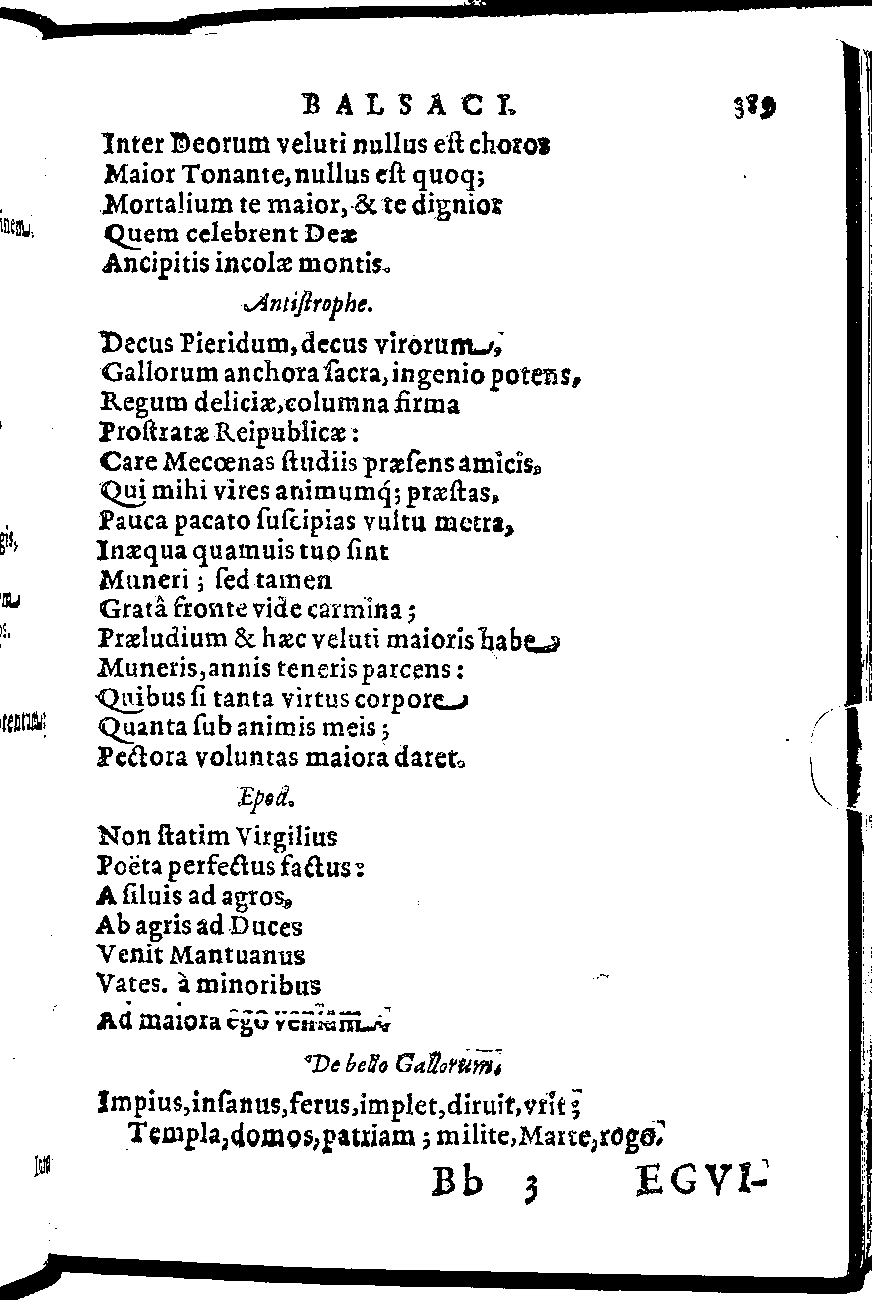 BALSACI. 389
Inter Deorum veluti nullus eſt choros
Maior Tonante, nullus eſt quoq;
Mortalium te maior, & te dignior
Quem celebrent Deæ
Ancipitis incolæ montis.
Antiſtrophe.
Decus Pieridum, decus virorum,
Gallorum anchora ſacra, ingenio potens,
Regum deliciæ, columna firma
Proſtratæ Reipublicæ:
Care Mecœnas ſtudiis præſens amicis,
Qui mihi vires animumq́; præſtas,
Pauca pacato ſuſcipias vultu metra,
Inæqua quamuis tuo ſint
Muneri ; ſed tamen
Gratâ fronte vide carmina ;
Præludium & hæc veluti maioris habe
Muneris, annis teneris parcens :
Quibus ſi tanta virtus corpore
Quanta ſub animis meis ;
Pectora voluntas maiora daret.
Epod.
Non ſtatim Virgilius
Poëta perfectus factus:
A ſiluis ad agros,
Ab agris ad Duces
Venit Mantuanus
Vates. à minoribus
Ad maiora ego veniam.
De bello Gallorum.
Impius, inſanus, ferus, implet, diruit, vrit ;
Templa, domos, patriam ; milite, Marte, rogo.
Bb 3 EGVI-